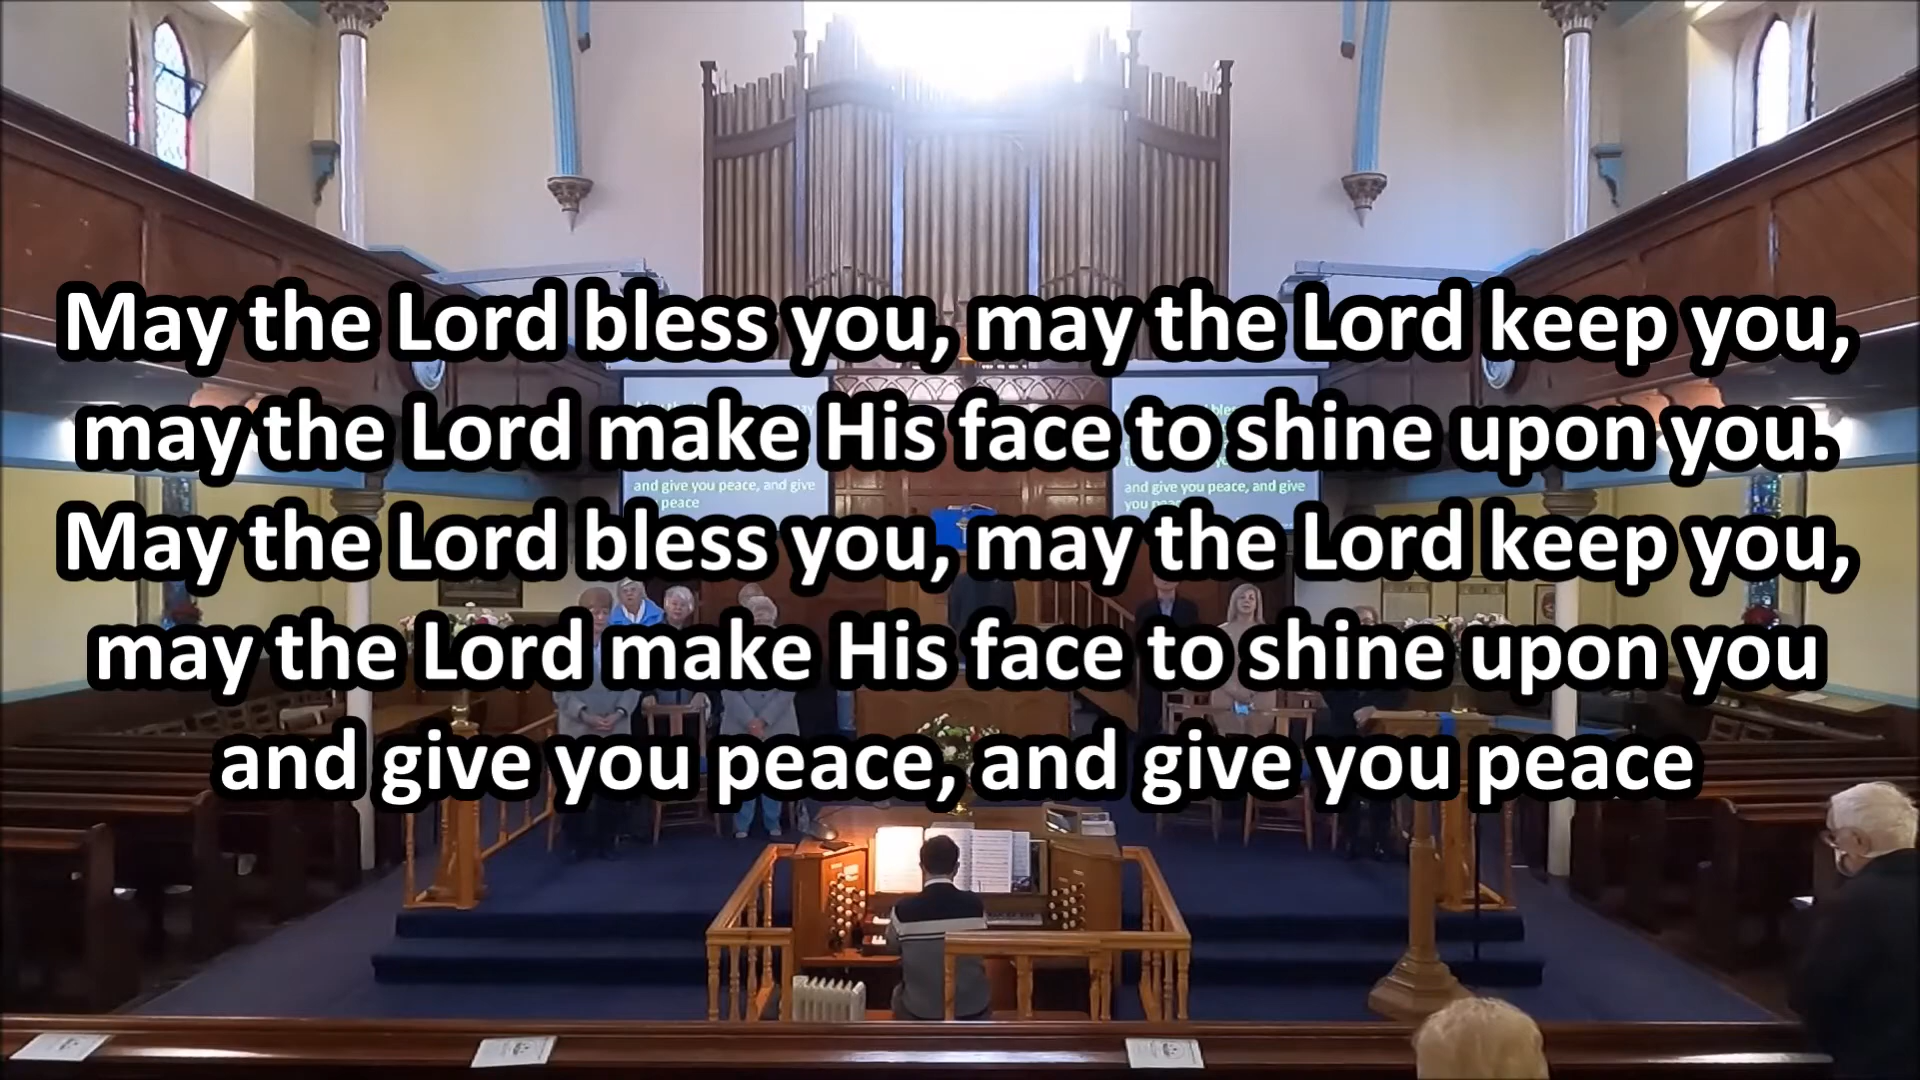 May the Lord bless you, may the Lord keep you,
may the Lord make His face to shine upon you.
May the Lord bless you, may the Lord keep you,
may the Lord make His face to shine upon you
and give you peace, and give you peace
and give you peace, and give
peace
and give you peace, and give
you